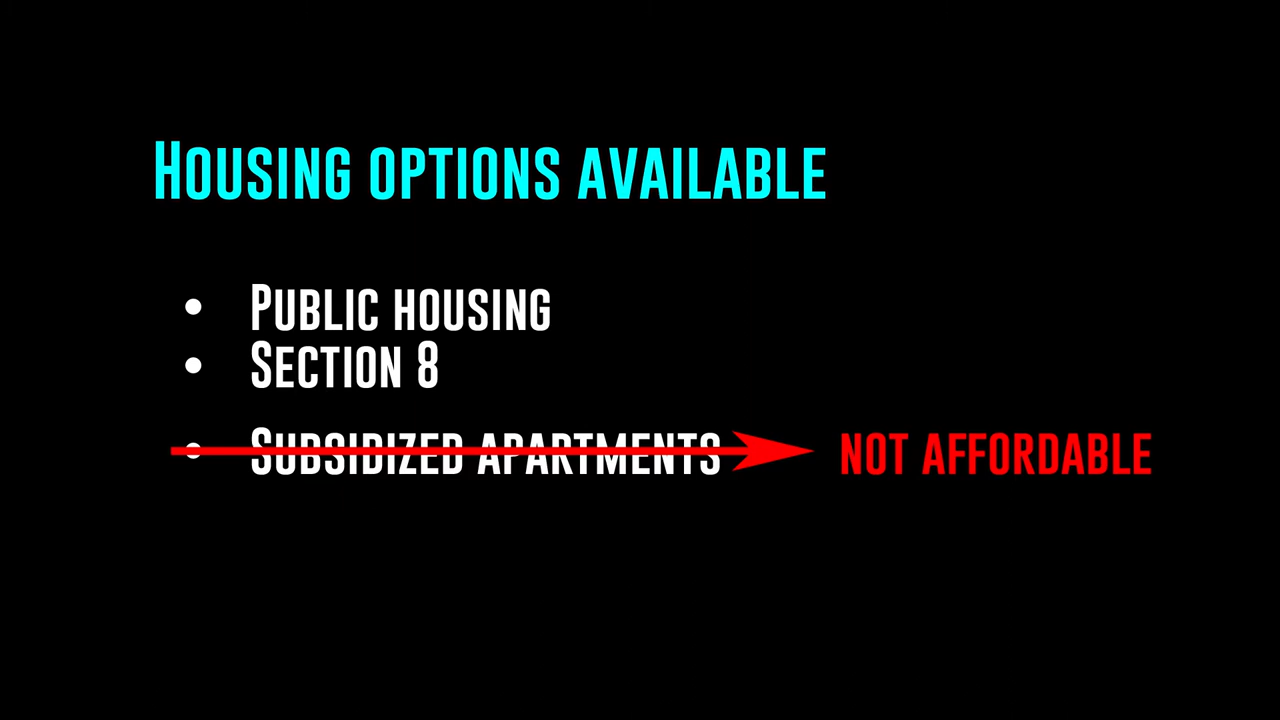 Housing options available
• Public housing
• Section 8
• Subsidized apartments NOT AFFORDABLE